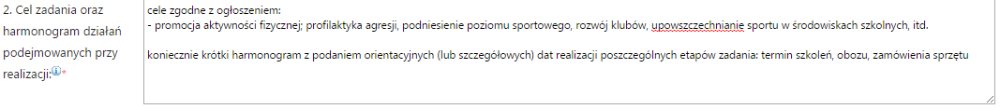 2. Cel zadania oraz
harmonogram działań
podejmowanych przy
realizacji:*
cele zgodne z ogłoszeniem:
- promocja aktywności fizycznej; profilaktyka agresji, podniesienie poziomu sportowego, rozwój klubów, upowszczechnianie sportu w środowiskach szkolnych, itd.
koniecznie krótki harmonogram z podaniem orientacyjnych (lub szczegółowych) dat realizacji poszczególnych etapów zadania: termin szkoleń, obozu, zamówienia sprzętu